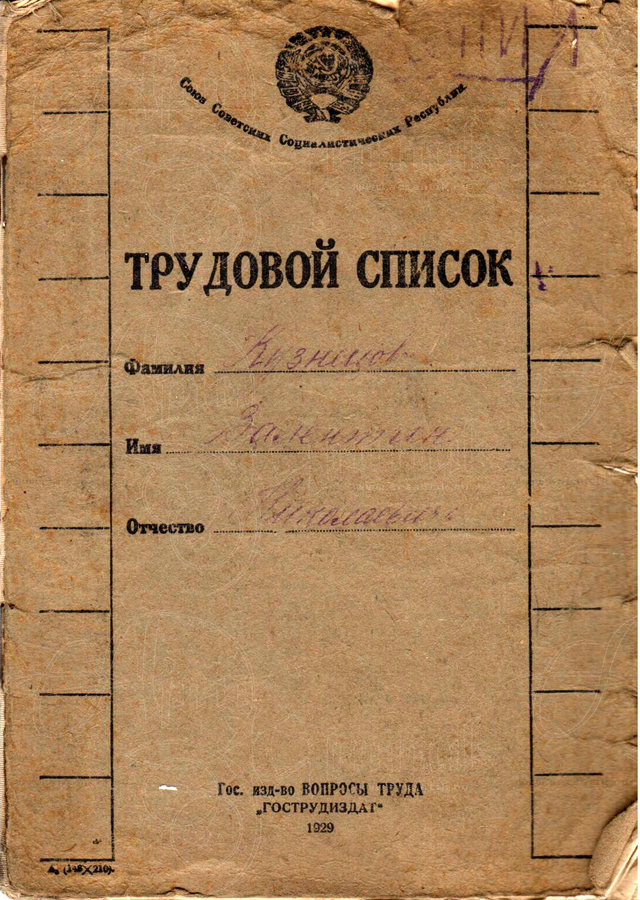 Союз Советских Социалистических Республик
ТРУДОВОЙ СПИСОК
Фамилия Кузнецов
Имя Валентин
Отчество Николаевич
Гос. изд-во ВОПРОСЫ ТРУДА
„ГОСТРУДИЗДАТ“
1929